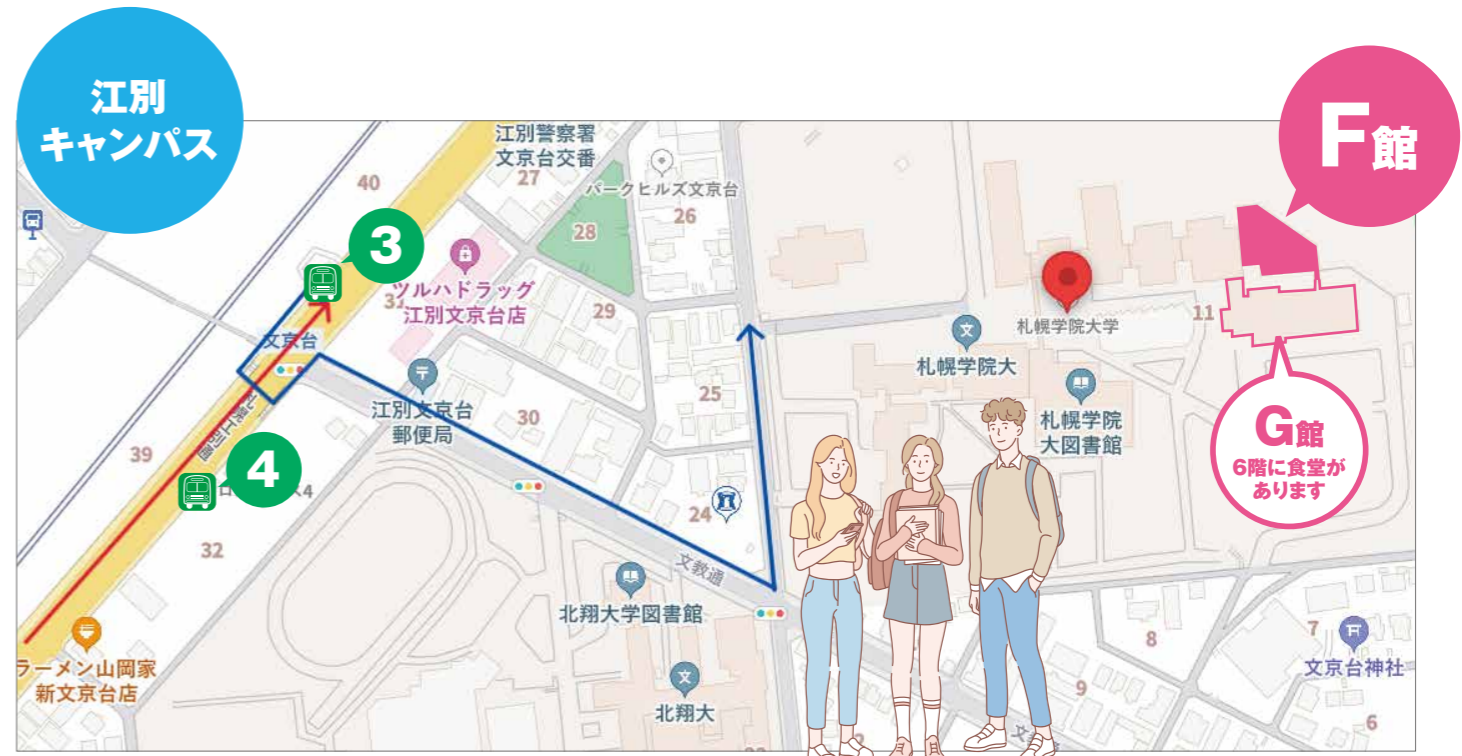 江別
キャンパス
F館
江別警察署
文京台交番
パークヒルズ文京台
40
27
28
26
3
ツルハドラッグ
江別文京台店
31
29
文京台
札幌学院大学
11
札幌学院大
25
江別文京台
郵便局
30
札幌学院
大図書館
G館
6階に食堂が
あります
39
4
24
32
文教通
北翔大学図書館
ラーメン山岡家
新文京台店
北翔大
8
7
文京台神社
9
6